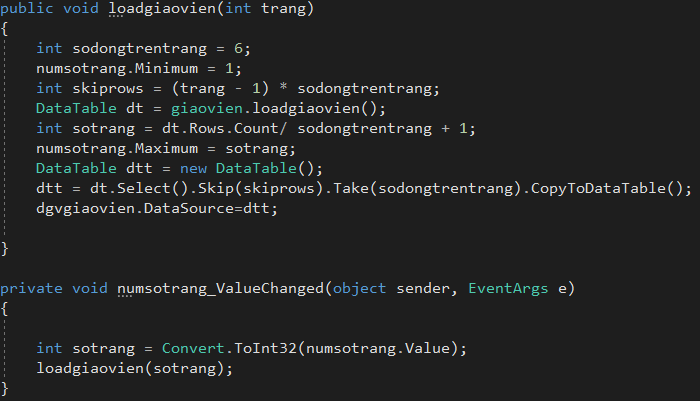 public void loadgiaovien(int trang)
{
int sodongtrentrang = 6;
numsotrang.Minimum = 1;
int skiprows = (trang - 1) * sodongtrentrang;
DataTable dt = giaovien.loadgiaovien();
int sotrang = dt.Rows.Count/ sodongtrentrang + 1;
numsotrang.Maximum = sotrang;
DataTable dtt = new DataTable();
dtt = dt.Select().Skip(skiprows).Take(sodongtrentrang).CopyToDataTable();
dgvgiaovien.DataSource=dtt;
}
private void numsotrang_ValueChanged(object sender, EventArgs e)
{
int sotrang = Convert.ToInt32(numsotrang.Value);
loadgiaovien(sotrang);
}